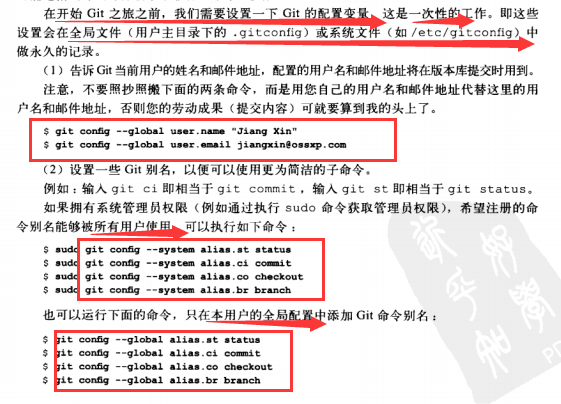 在开始 Git 之旅之前，我们需要设置一下 Git 的配置变量，这是一次性的工作。即这些
设置会在全局文件（用户主目录下的 .gitconfig）或系统文件（如 /etc/gitconfig）中
做永久的记录。
（1）告诉 Git 当前用户的姓名和邮件地址，配置的用户名和邮件地址将在版本库提交时用到。
注意，不要照抄照搬下面的两条命令，而是用您自己的用户名和邮件地址代替这里的用
户名和邮件地址，否则您的劳动成果（提交内容）可就要算到我的头上了。
$ git config --global user.name "Jiang Xin"
$ git config --global user.email jiangxin@ossxp.com
（2）设置一些 Git 别名，以便可以使用更为简洁的子命令。
例如：输入 git ci 即相当于 git commit，输入 git st 即相当于 git status。
如果拥有系统管理员权限（例如通过执行 sudo 命令获取管理员权限），希望注册的命
令别名能够被所有用户使用，可以执行如下命令：
$ sudo git config --system alias.st status
$ sudo git config --system alias.ci commit
$ sudo git config --system alias.co checkout
$ sudo git config --system alias.br branch
也可以运行下面的命令，只在本用户的全局配置中添加 Git 命令别名：
$ git config --global alias.st status
$ git config --global alias.ci commit
$ git config --global alias.co checkout
$ git config --global alias.br branch